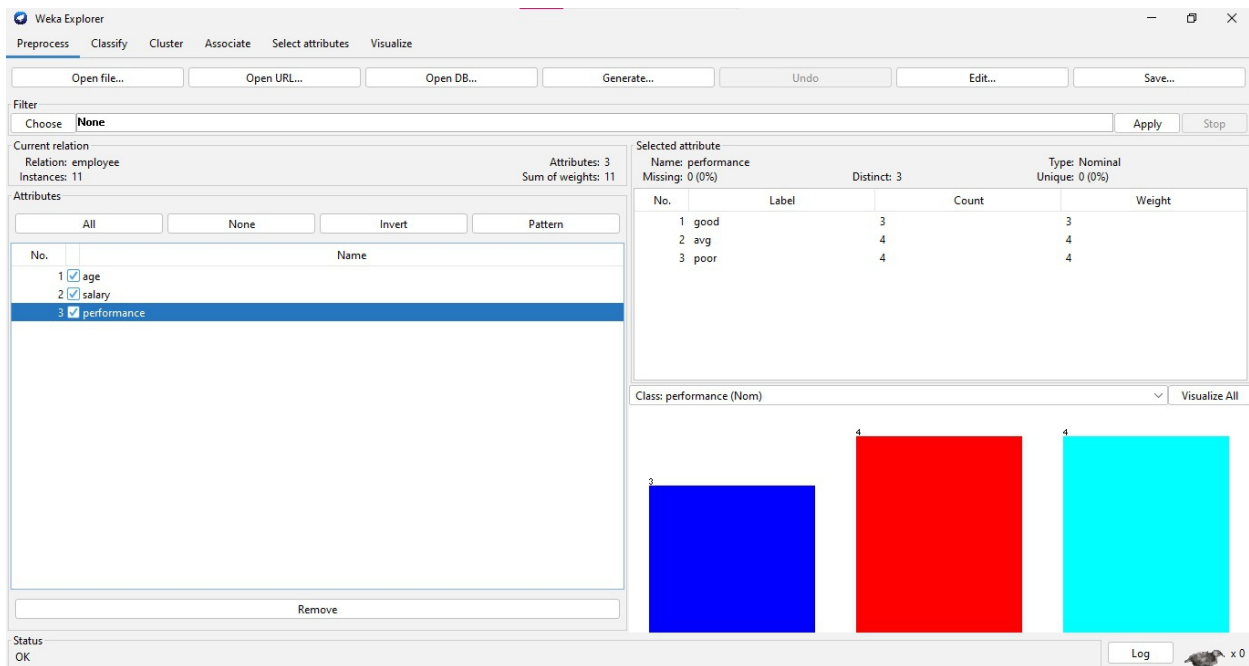 Weka Explorer
Preprocess Classify Cluster Associate Select attributes Visualize
Open file... Open URL... Open DB... Generate... Undo Edit... Save...
Filter
Choose None Apply Stop
Current relation
Relation: employee Attributes: 3
Instances: 11 Sum of weights: 11
Attributes
All None Invert Pattern
No. Name
1 age
2 salary
3 performance
Remove
Selected attribute
Name: performance Type: Nominal
Missing: 0 (0%) Distinct: 3 Unique: 0 (0%)
No. Label Count Weight
1 good 3 3
2 avg 4 4
3 poor 4 4
Class: performance (Nom) Visualize All
3 4 4
Status
OK Log x 0